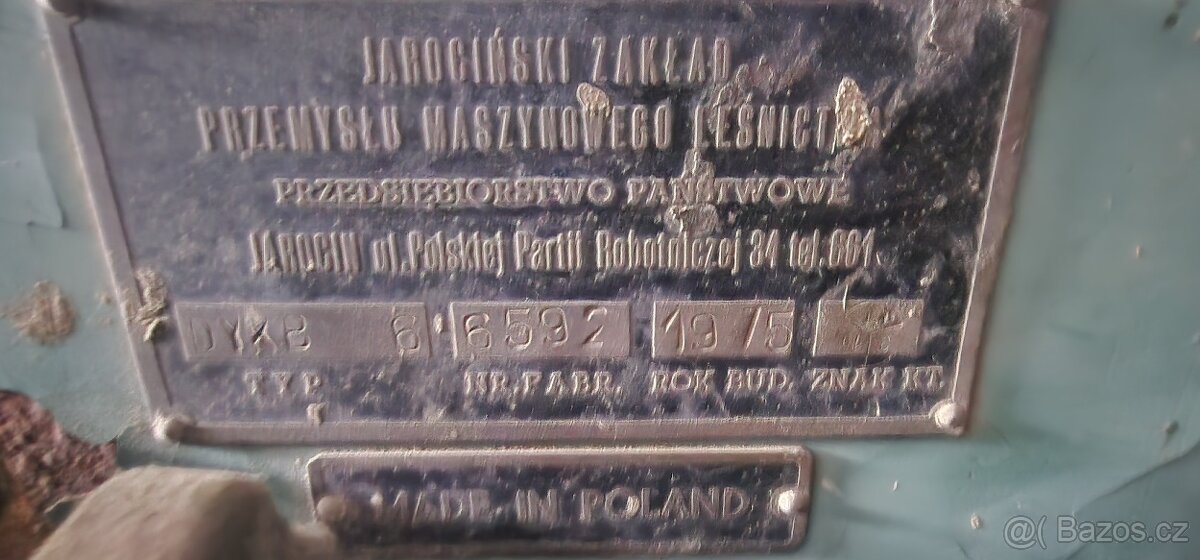 JAROCIŃSKI ZAKŁAD
PRZEMYSŁU MASZYNOWEGO LEŚNICTWA
PRZEDSIĘBIORSTWO PAŃSTWOWE
JAROCIN ul. Polskiej Partii Robotniczej 34 tel. 661
6592 1975
TYP NR. FABR. ROK BUD. ZNAK KT.
MADE IN POLAND
@( Bazos.cz